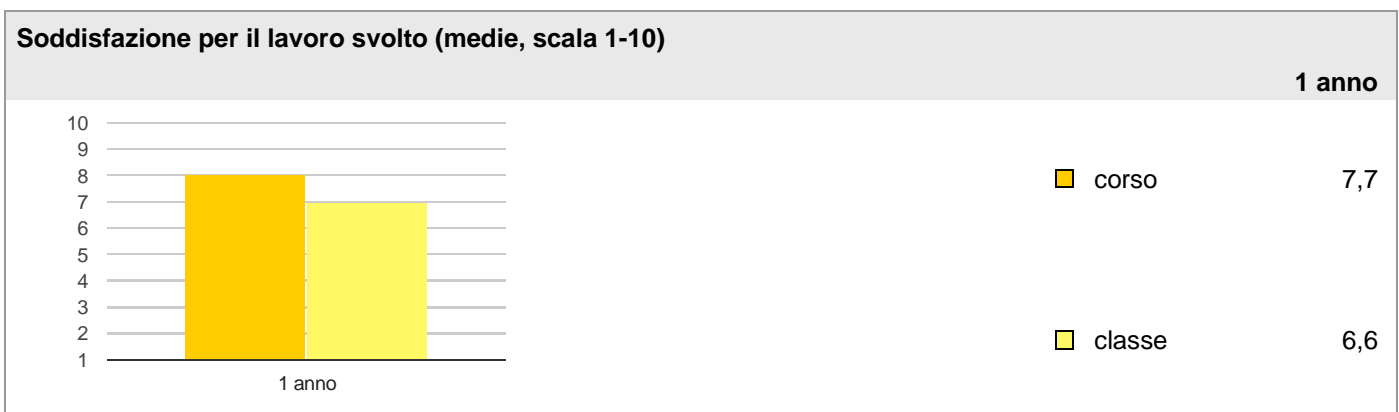 Soddisfazione per il lavoro svolto (medie, scala 1-10)
1 anno
10
9
8
7
6
5
4
3
2
1
1 anno
corso 7,7
classe 6,6